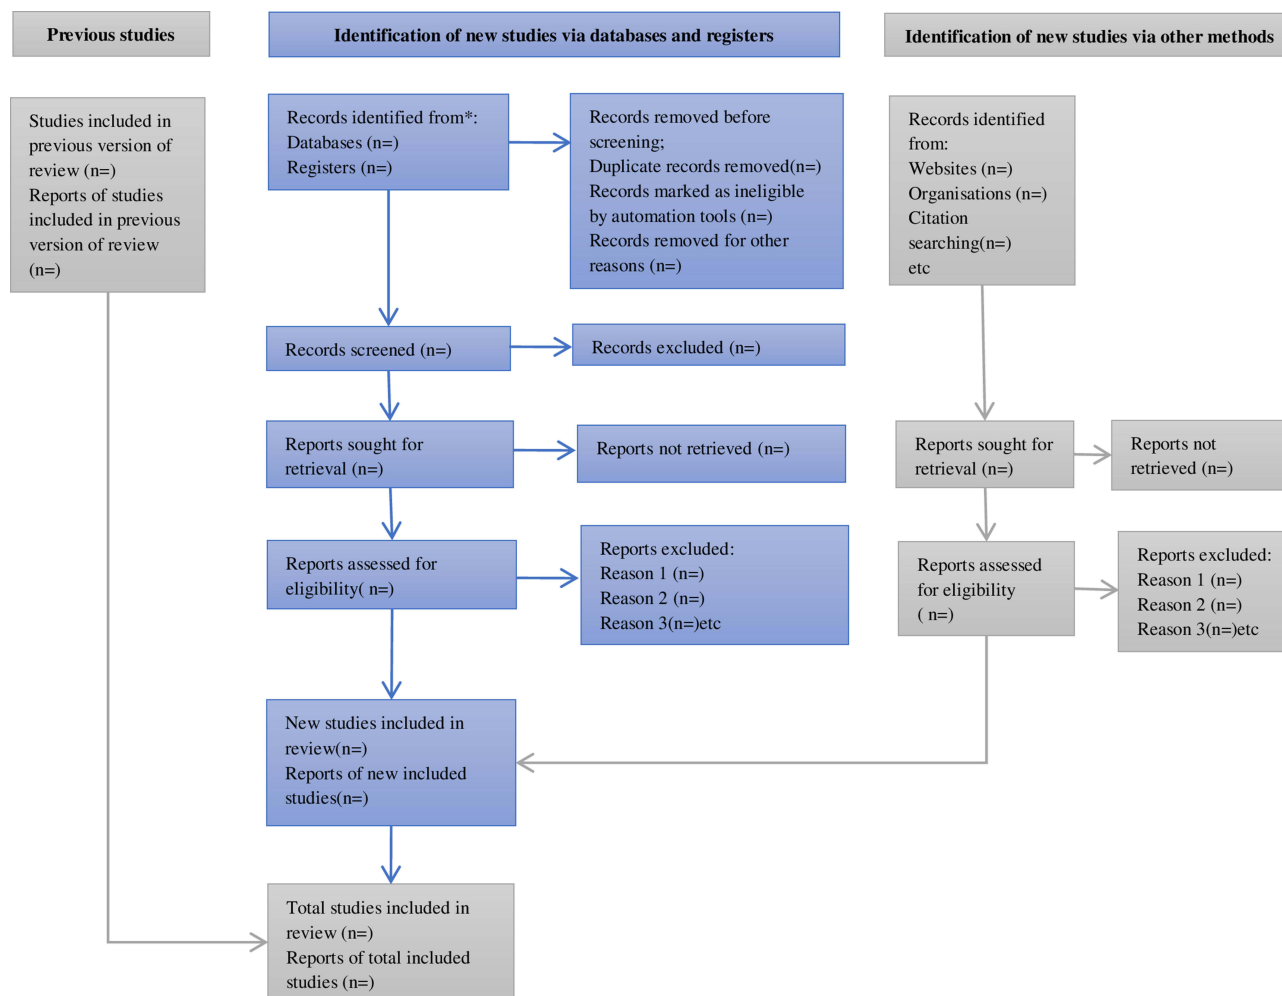 Previous studies
Identification of new studies via databases and registers
Identification of new studies via other methods
Studies included in
previous version of
review (n=)
Reports of studies
included in previous
version of review
(n=)
Records identified from*:
Databases (n=)
Registers (n=)
Records removed before
screening;
Duplicate records removed(n=)
Records marked as ineligible
by automation tools (n=)
Records removed for other
reasons (n=)
Records identified
from:
Websites (n=)
Organisations (n=)
Citation
searching(n=)
etc
Records screened (n=)
Records excluded (n=)
Reports sought for
retrieval (n=)
Reports not retrieved (n=)
Reports sought for
retrieval (n=)
Reports not
retrieved (n=)
Reports assessed for
eligibility( n=)
Reports excluded:
Reason 1 (n=)
Reason 2 (n=)
Reason 3(n=)etc
Reports assessed
for eligibility
( n=)
Reports excluded:
Reason 1 (n=)
Reason 2 (n=)
Reason 3(n=)etc
New studies included in
review(n=)
Reports of new included
studies(n=)
Total studies included in
review (n=)
Reports of total included
studies (n=)